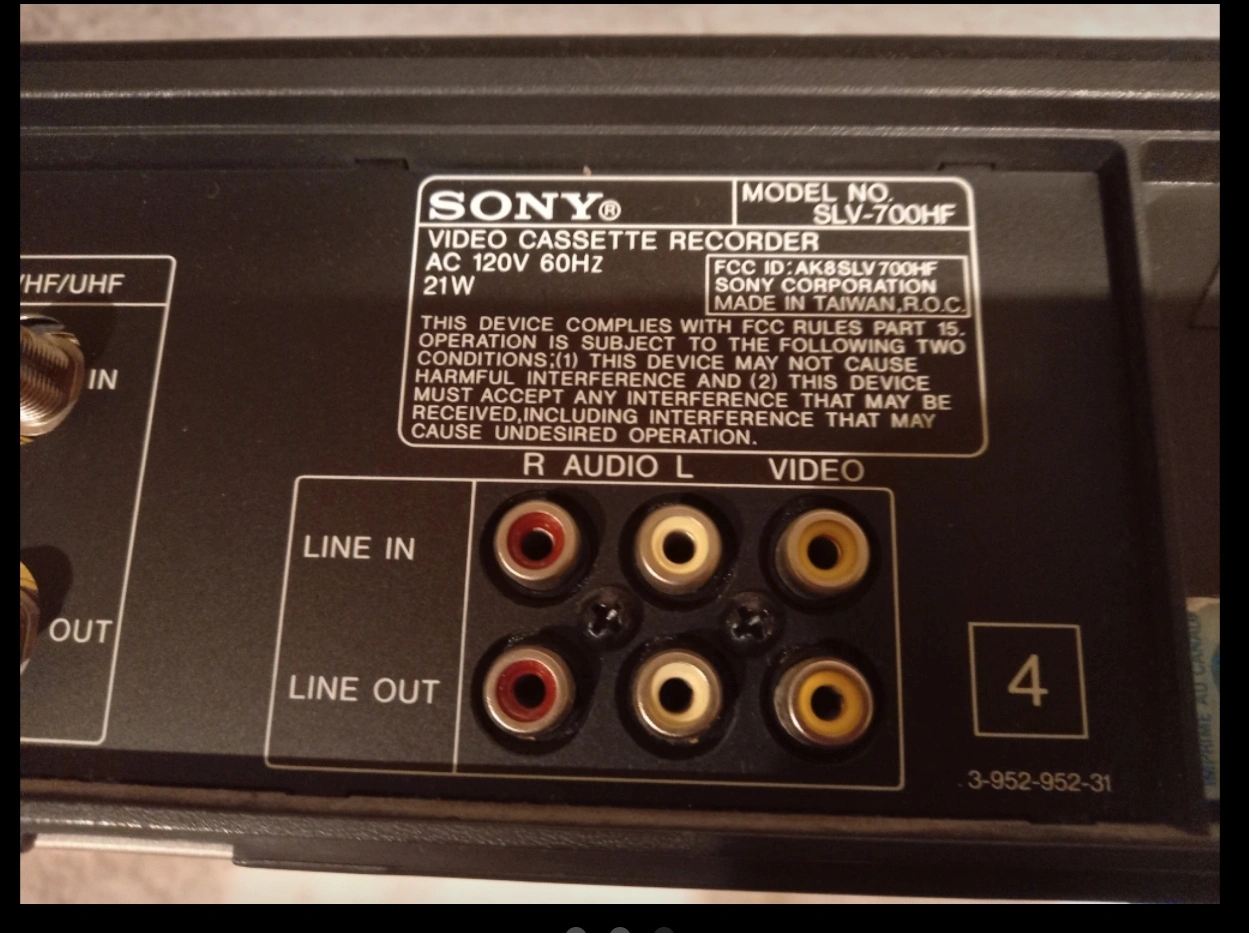 SONY®
MODEL NO.
SLV-700HF
VIDEO CASSETTE RECORDER
AC 120V 60Hz
21W
FCC ID:AK8SLV700HF
SONY CORPORATION
MADE IN TAIWAN,R.O.C.
THIS DEVICE COMPLIES WITH FCC RULES PART 15.
OPERATION IS SUBJECT TO THE FOLLOWING TWO
CONDITIONS;(1) THIS DEVICE MAY NOT CAUSE
HARMFUL INTERFERENCE AND (2) THIS DEVICE
MUST ACCEPT ANY INTERFERENCE THAT MAY BE
RECEIVED,INCLUDING INTERFERENCE THAT MAY
CAUSE UNDESIRED OPERATION.
/HF/UHF
IN
OUT
R AUDIO L VIDEO
LINE IN
LINE OUT
4
3-952-952-31
IMPRIMÉ AU CANADA